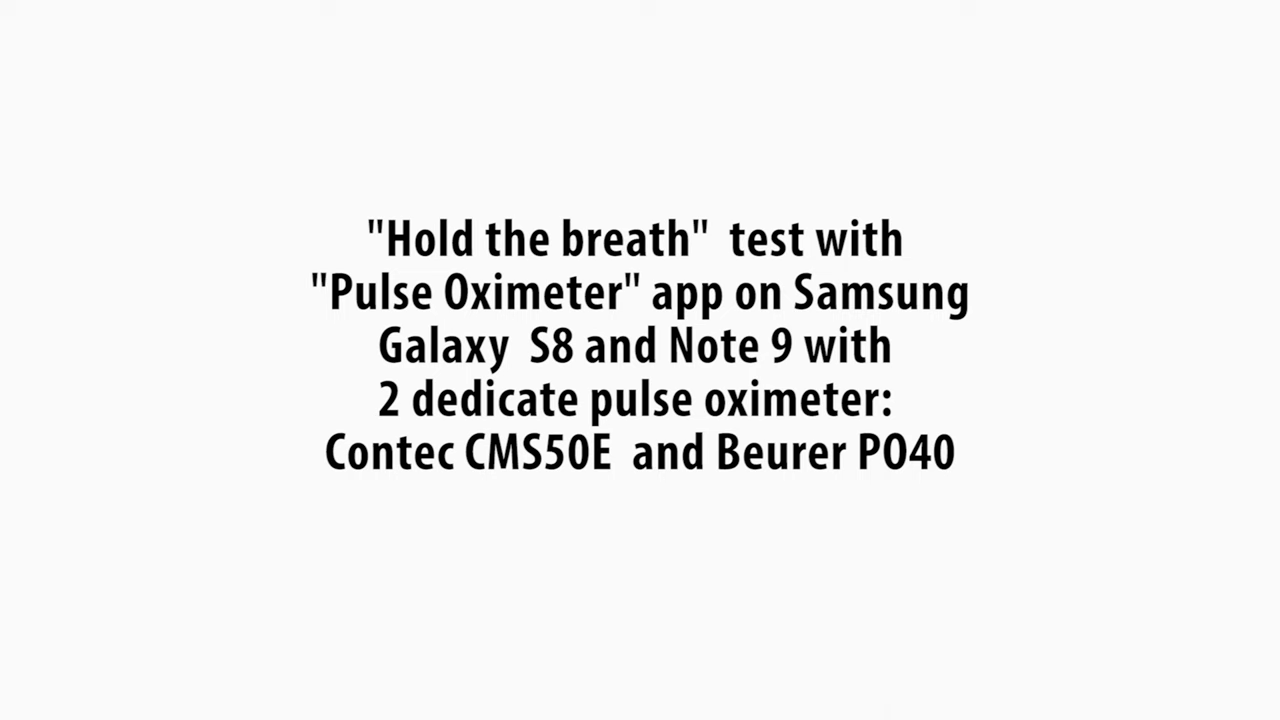 "Hold the breath" test with
"Pulse Oximeter" app on Samsung
Galaxy S8 and Note 9 with
2 dedicate pulse oximeter:
Contec CMS50E and Beurer PO40